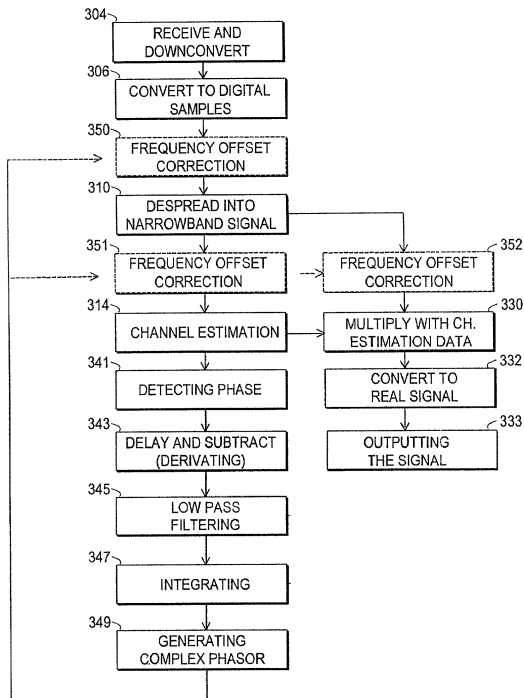 304
RECEIVE AND
DOWNCONVERT
306
CONVERT TO DIGITAL
SAMPLES
350
FREQUENCY OFFSET
CORRECTION
310
DESPREAD INTO
NARROWBAND SIGNAL
351
FREQUENCY OFFSET
CORRECTION
352
FREQUENCY OFFSET
CORRECTION
314
CHANNEL ESTIMATION
330
MULTIPLY WITH CH.
ESTIMATION DATA
341
DETECTING PHASE
332
CONVERT TO
REAL SIGNAL
343
DELAY AND SUBTRACT
(DERIVATING)
333
OUTPUTTING
THE SIGNAL
345
LOW PASS
FILTERING
347
INTEGRATING
349
GENERATING
COMPLEX PHASOR